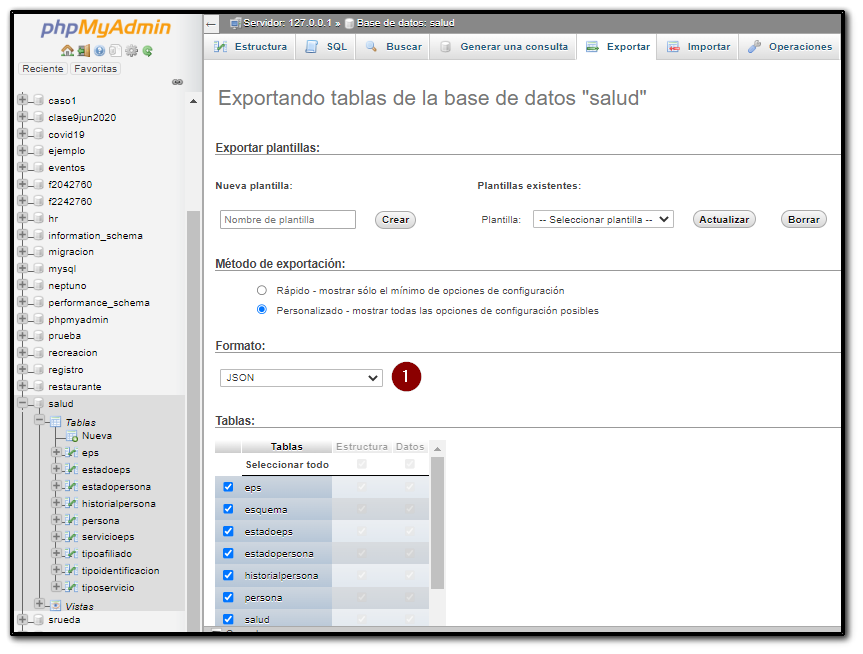 phpMyAdmin
Reciente Favoritas
caso1
clase9jun2020
covid19
ejemplo
eventos
f2042760
f2242760
hr
information_schema
migracion
mysql
neptuno
performance_schema
phpmyadmin
prueba
recreacion
registro
restaurante
salud
Tablas
Nueva
eps
estadoeps
estadopersona
historialpersona
persona
servicioeps
tipoafiliado
tipoidentificacion
tiposervicio
Vistas
srueda
Servidor: 127.0.0.1 » Base de datos: salud
Estructura SQL Buscar Generar una consulta Exportar Importar Operaciones
Exportando tablas de la base de datos "salud"
Exportar plantillas:
Nueva plantilla: Plantillas existentes:
Nombre de plantilla Crear Plantilla: -- Seleccionar plantilla -- Actualizar Borrar
Método de exportación:
Rápido - mostrar sólo el mínimo de opciones de configuración
Personalizado - mostrar todas las opciones de configuración posibles
Formato:
JSON 1
Tablas:
Tablas Estructura Datos
Seleccionar todo
eps
esquema
estadoeps
estadopersona
historialpersona
persona
salud